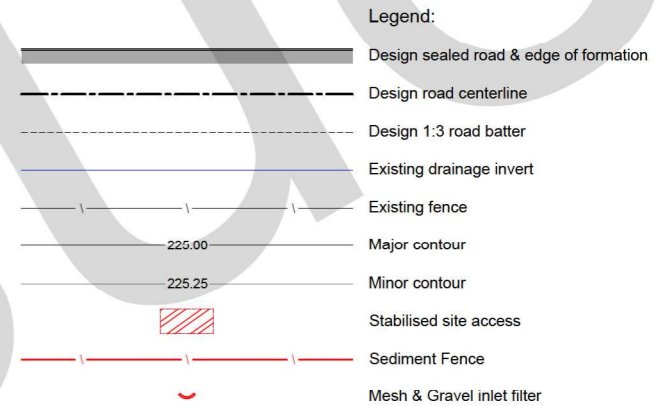 Legend:
Design sealed road & edge of formation
Design road centerline
Design 1:3 road batter
Existing drainage invert
Existing fence
225.00 Major contour
225.25 Minor contour
Stabilised site access
Sediment Fence
Mesh & Gravel inlet filter